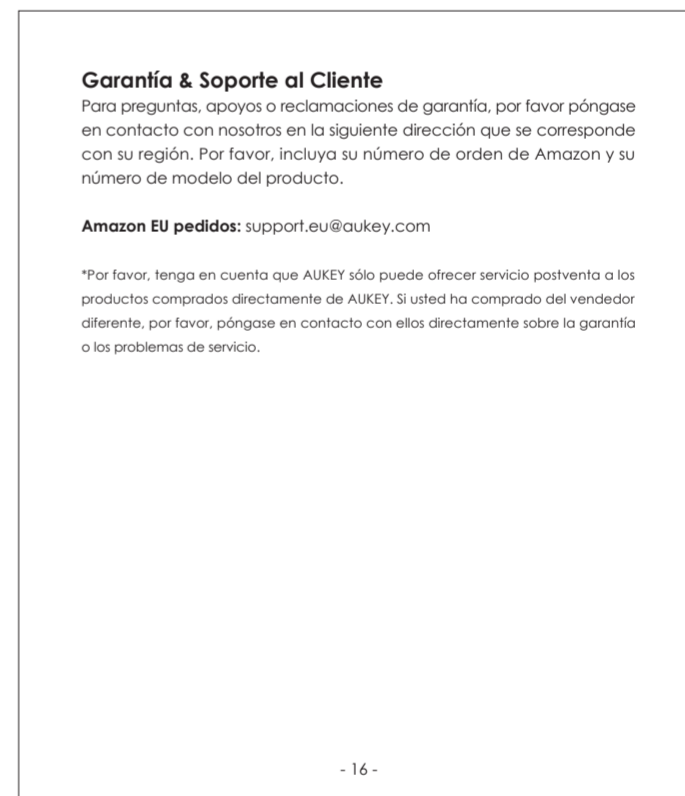 Garantía & Soporte al Cliente
Para preguntas, apoyos o reclamaciones de garantía, por favor póngase
en contacto con nosotros en la siguiente dirección que se corresponde
con su región. Por favor, incluya su número de orden de Amazon y su
número de modelo del producto.
Amazon EU pedidos: support.eu@aukey.com
*Por favor, tenga en cuenta que AUKEY sólo puede ofrecer servicio postventa a los
productos comprados directamente de AUKEY. Si usted ha comprado del vendedor
diferente, por favor, póngase en contacto con ellos directamente sobre la garantía
o los problemas de servicio.
- 16 -